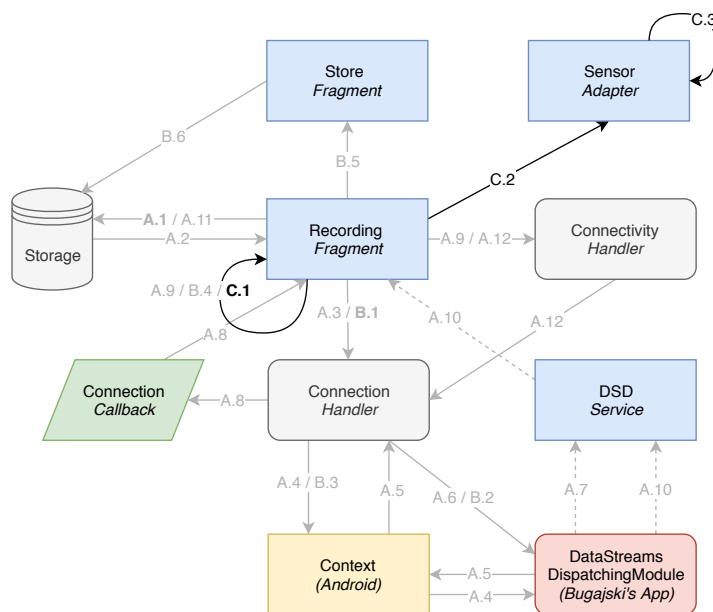 C.3
Store
Fragment
Sensor
Adapter
B.6
B.5
C.2
Storage
A.1 / A.11
A.2
Recording
Fragment
A.9 / A.12
Connectivity
Handler
A.9 / B.4 / C.1
A.8
A.3 / B.1
A.10
A.12
Connection
Callback
A.8
Connection
Handler
DSD
Service
A.4 / B.3
A.5
A.6 / B.2
A.7
A.10
Context
(Android)
A.5
A.4
DataStreams
DispatchingModule
(Bugajski's App)